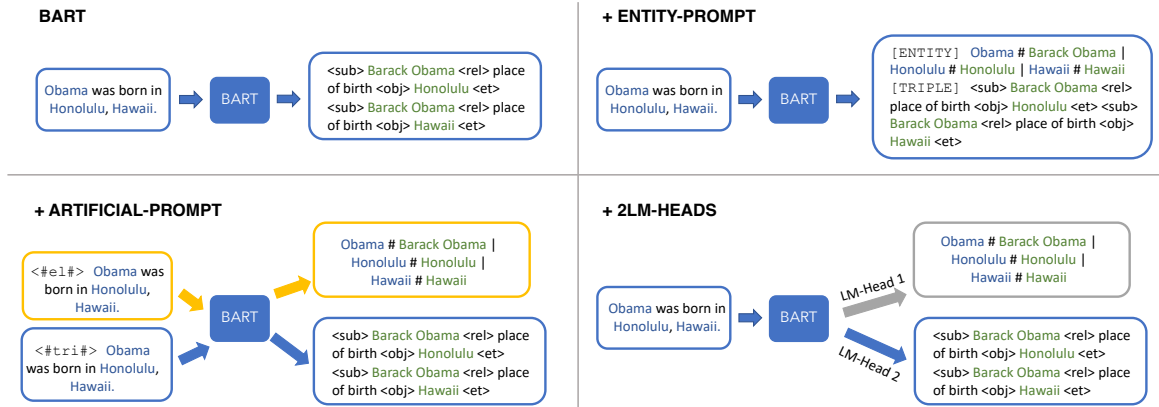 BART
Obama was born in
Honolulu, Hawaii.
BART
<sub> Barack Obama <rel> place
of birth <obj> Honolulu <et>
<sub> Barack Obama <rel> place
of birth <obj> Hawaii <et>
+ ENTITY-PROMPT
Obama was born in
Honolulu, Hawaii.
BART
[ENTITY] Obama # Barack Obama |
Honolulu # Honolulu | Hawaii # Hawaii
[TRIPLE] <sub> Barack Obama <rel>
place of birth <obj> Honolulu <et> <sub>
Barack Obama <rel> place of birth <obj>
Hawaii <et>
+ ARTIFICIAL-PROMPT
<#el#> Obama was
born in Honolulu,
Hawaii.
<#tri#> Obama
was born in Honolulu,
Hawaii.
BART
Obama # Barack Obama |
Honolulu # Honolulu |
Hawaii # Hawaii
<sub> Barack Obama <rel> place
of birth <obj> Honolulu <et>
<sub> Barack Obama <rel> place
of birth <obj> Hawaii <et>
+ 2LM-HEADS
Obama was born in
Honolulu, Hawaii.
BART
LM-Head 1
LM-Head 2
Obama # Barack Obama |
Honolulu # Honolulu |
Hawaii # Hawaii
<sub> Barack Obama <rel> place
of birth <obj> Honolulu <et>
<sub> Barack Obama <rel> place
of birth <obj> Hawaii <et>